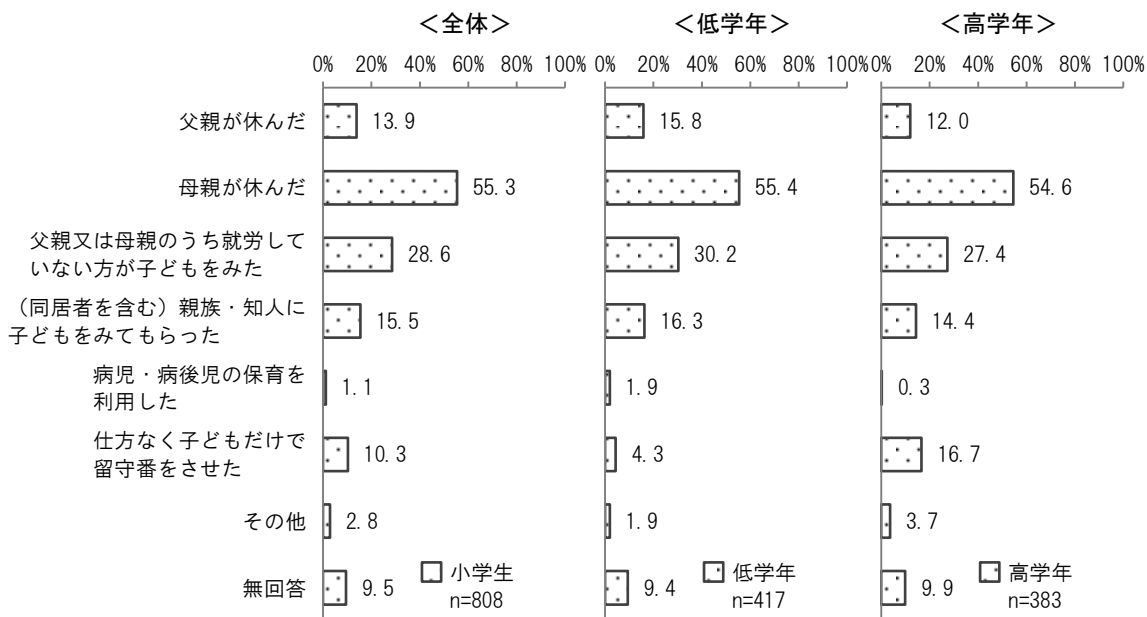 ＜全体＞ ＜低学年＞ ＜高学年＞
0% 20% 40% 60% 80% 100% 0% 20% 40% 60% 80% 100% 0% 20% 40% 60% 80% 100%
父親が休んだ 13.9 15.8 12.0
母親が休んだ 55.3 55.4 54.6
父親又は母親のうち就労して
いない方が子どもをみた 28.6 30.2 27.4
（同居者を含む）親族・知人に
子どもをみてもらった 15.5 16.3 14.4
病児・病後児の保育を
利用した 1.1 1.9 0.3
仕方なく子どもだけで
留守番をさせた 10.3 4.3 16.7
その他 2.8 1.9 3.7
無回答 9.5 9.4 9.9
小学生 低学年 高学年
n=808 n=417 n=383